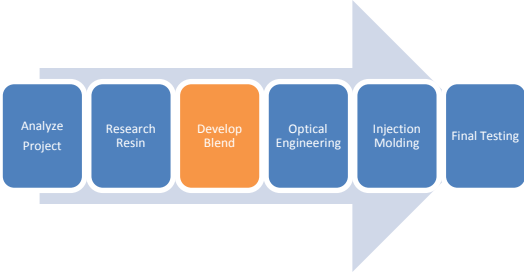 Analyze
Project
Research
Resin
Develop
Blend
Optical
Engineering
Injection
Molding
Final Testing